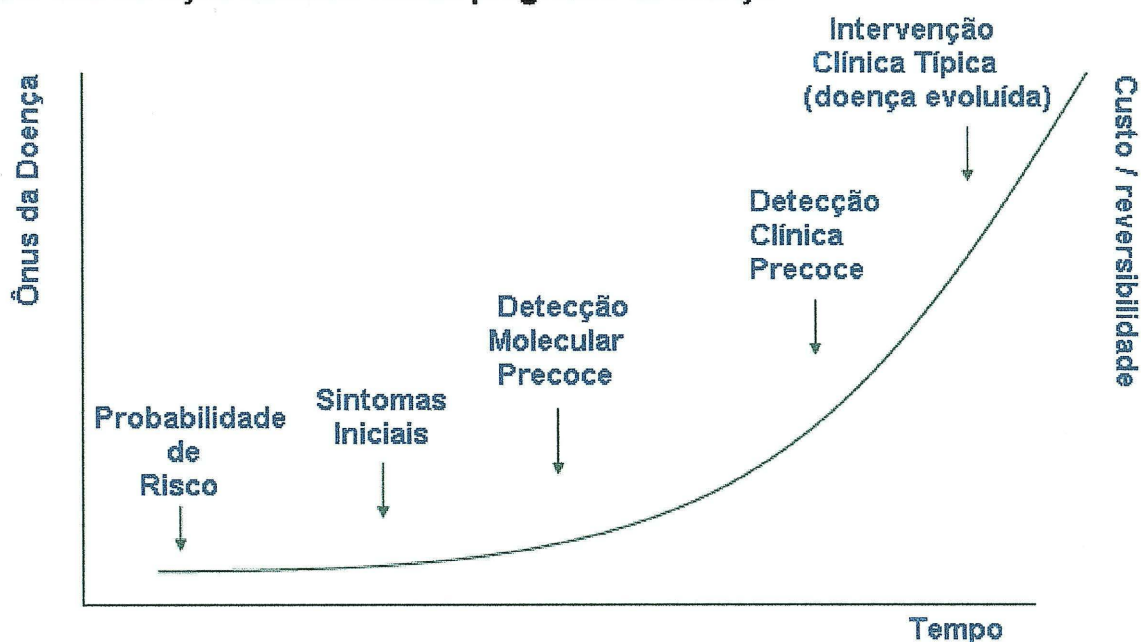 Intervenção
Clínica Típica
(doença evoluída)
Ônus da Doença
Custo / reversibilidade
Detecção
Clínica
Precoce
Detecção
Molecular
Precoce
Sintomas
Iniciais
Probabilidade
de
Risco
Tempo